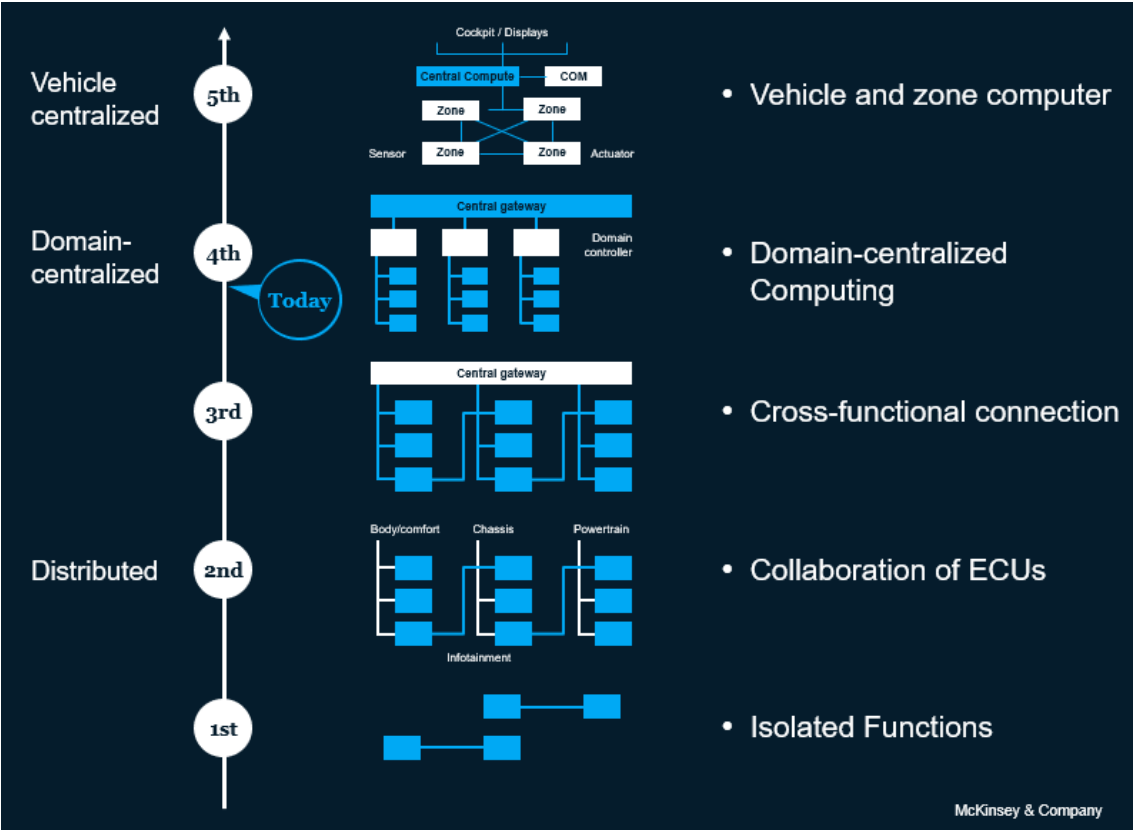 Cockpit / Displays
Vehicle
centralized
5th
Central Compute
COM
Zone
Zone
Sensor
Zone
Zone
Actuator
• Vehicle and zone computer
Domain-
centralized
4th
Central gateway
Domain
controller
• Domain-centralized
Computing
Today
3rd
Central gateway
• Cross-functional connection
Distributed
2nd
Body/comfort
Chassis
Powertrain
Infotainment
• Collaboration of ECUs
1st
• Isolated Functions
McKinsey & Company